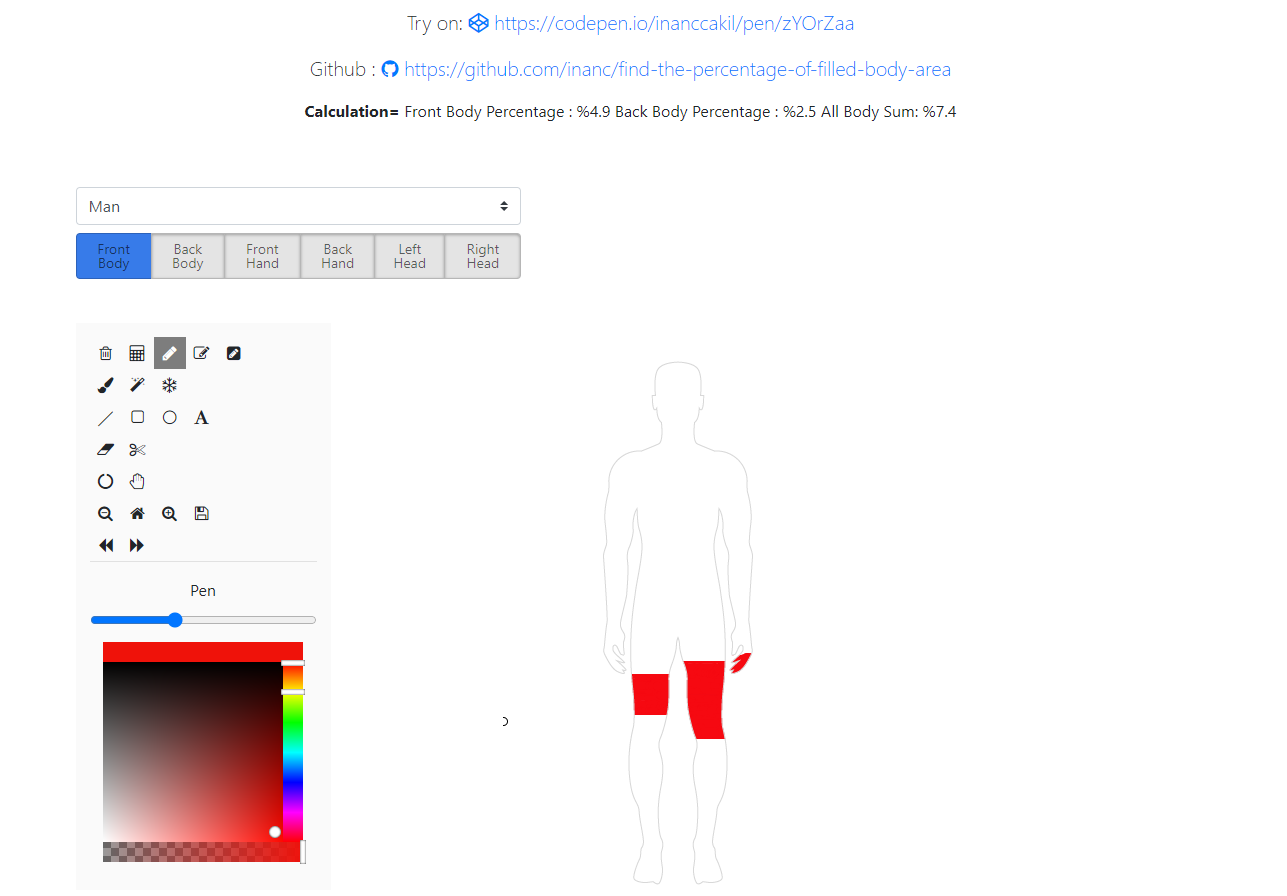 Try on: https://codepen.io/inanccakil/pen/zYOrZaa
Github : https://github.com/inanc/find-the-percentage-of-filled-body-area
Calculation= Front Body Percentage : %4.9 Back Body Percentage : %2.5 All Body Sum: %7.4
Man
Front Body
Back Body
Front Hand
Back Hand
Left Head
Right Head
A
Pen